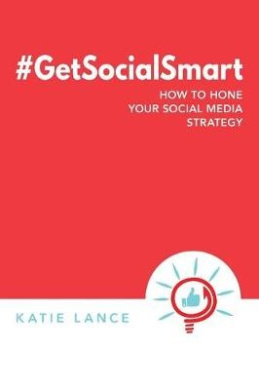 #GetSocialSmart
HOW TO HONE
YOUR SOCIAL MEDIA
STRATEGY
KATIE LANCE